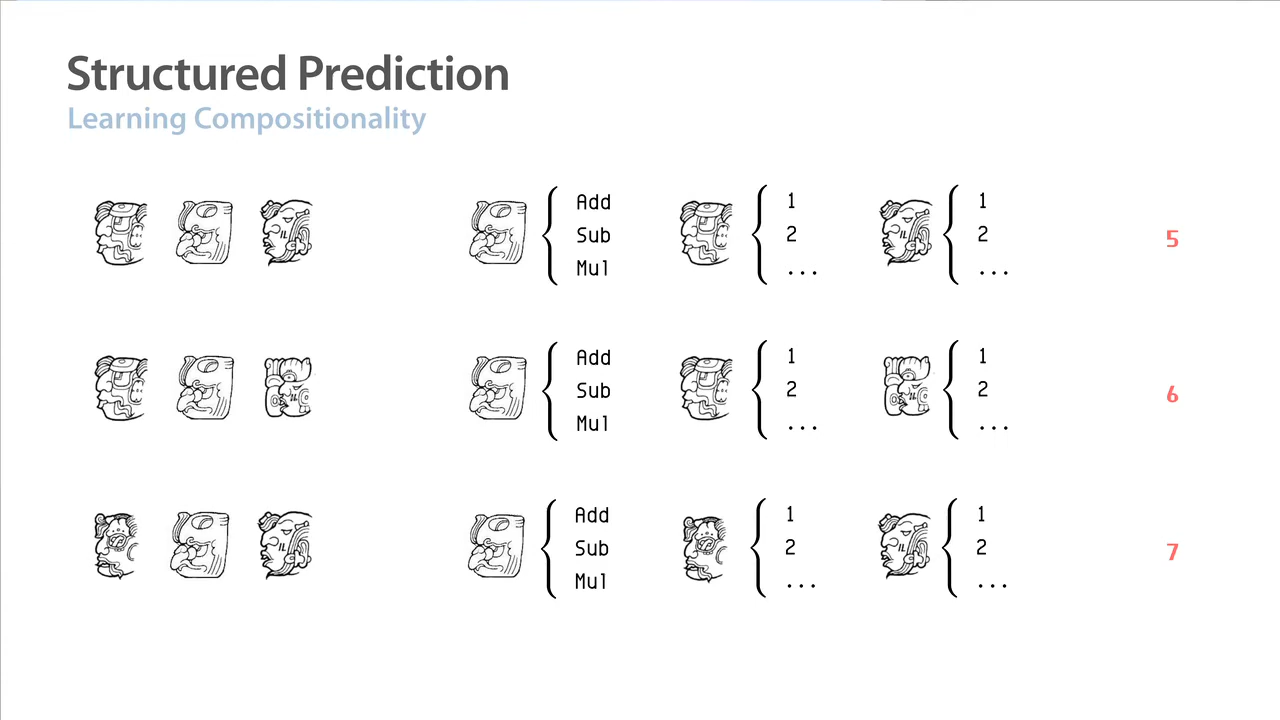 Structured Prediction
Learning Compositionality
Add
Sub
Mul
1
2
...
1
2
...
5
Add
Sub
Mul
1
2
...
1
2
...
6
Add
Sub
Mul
1
2
...
1
2
...
7